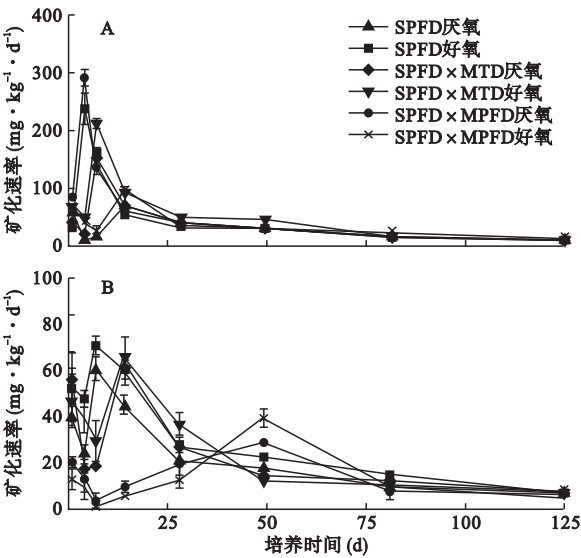 400
A
SPFD厌氧
SPFD好氧
300
SPFD×MTD厌氧
SPFD×MTD好氧
200
SPFD×MPFD厌氧
SPFD×MPFD好氧
100
0
矿化速率 (mg·kg⁻¹·d⁻¹)
100
B
80
60
40
20
0
矿化速率 (mg·kg⁻¹·d⁻¹)
25 50 75 100 125
培养时间 (d)